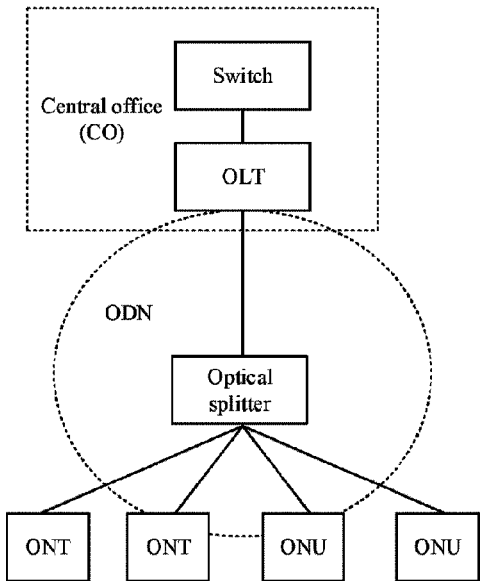 Switch
Central office
(CO)
OLT
ODN
Optical
splitter
ONT
ONT
ONU
ONU